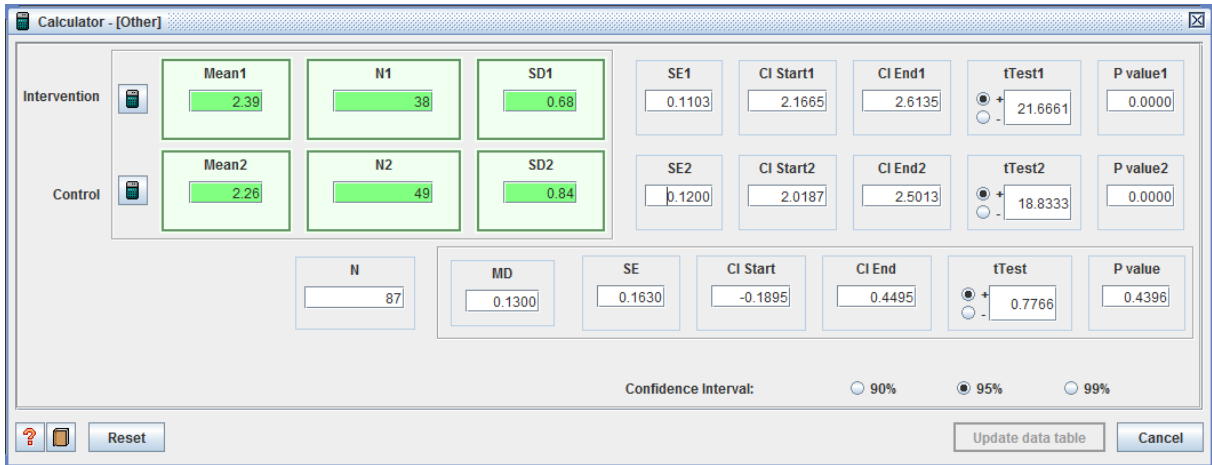 Calculator - [Other]
Mean1 N1 SD1 SE1 CI Start1 CI End1 tTest1 P value1
Intervention 2.39 38 0.68 0.1103 2.1665 2.6135 + - 21.6661 0.0000
Mean2 N2 SD2 SE2 CI Start2 CI End2 tTest2 P value2
Control 2.26 49 0.84 0.1200 2.0187 2.5013 + - 18.8333 0.0000
N MD SE CI Start CI End tTest P value
87 0.1300 0.1630 -0.1895 0.4495 + - 0.7766 0.4396
Confidence Interval: 90% 95% 99%
? Reset Update data table Cancel